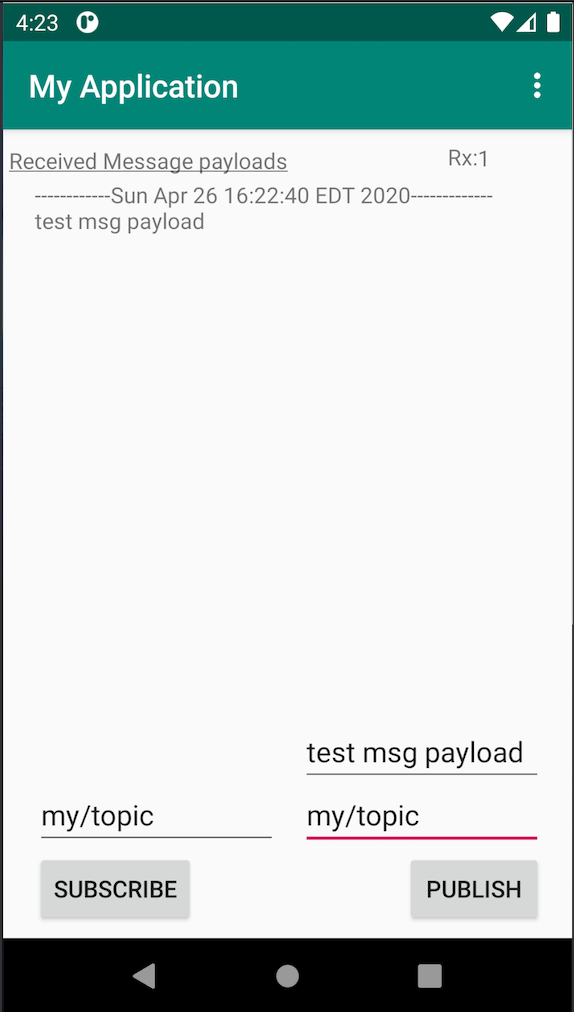 4:23
My Application
Received Message payloads
Rx:1
------------Sun Apr 26 16:22:40 EDT 2020-------------
test msg payload
test msg payload
my/topic
my/topic
SUBSCRIBE
PUBLISH